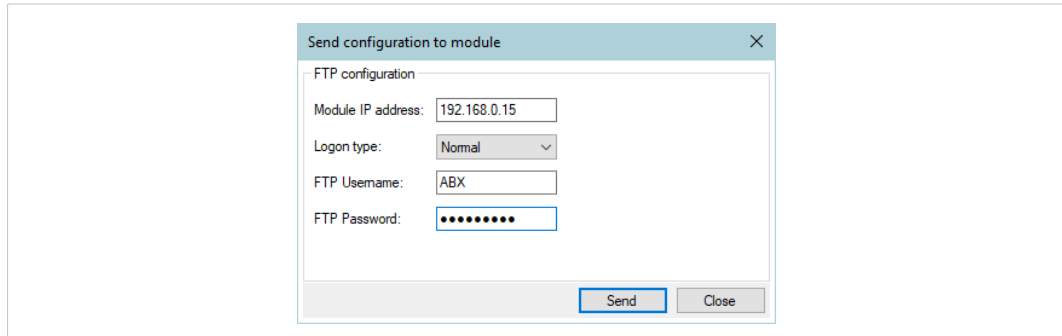 Send configuration to module
FTP configuration
Module IP address: 192.168.0.15
Logon type: Normal
FTP Username: ABX
FTP Password: •••••••••
Send Close